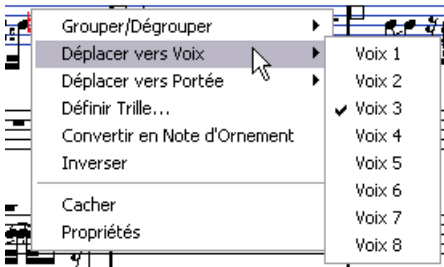 Grouper/Dégrouper
Déplacer vers Voix
Déplacer vers Portée
Définir Trille...
Convertir en Note d'Ornement
Inverser
Cacher
Propriétés
Voix 1
Voix 2
Voix 3
Voix 4
Voix 5
Voix 6
Voix 7
Voix 8